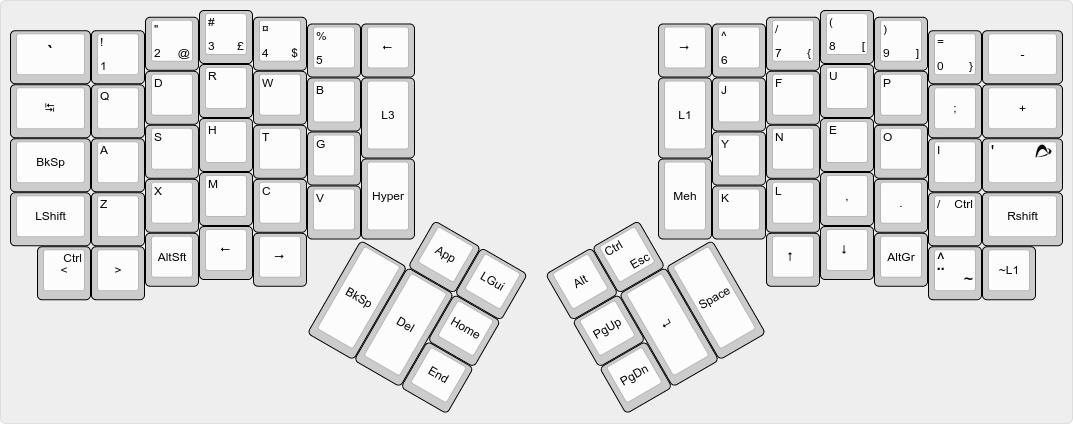 ` ! 1 " 2 @ # 3 £ ¤ 4 $ % 5 ←
→ ^ 6 / 7 { ( 8 [ ) 9 ] = 0 } -
↹ Q D R W B L3
L1 J F U P ; +
BkSp A S H T G
Y N E O I '
LShift Z X M C V Hyper
Meh K L , . / Ctrl Rshift
Ctrl < > AltSft ← →
↑ ↓ AltGr ^ ¨ ~ ~L1
App LGui
BkSp Del Home
End
Ctrl Esc
Alt
PgUp ↵ Space
PgDn